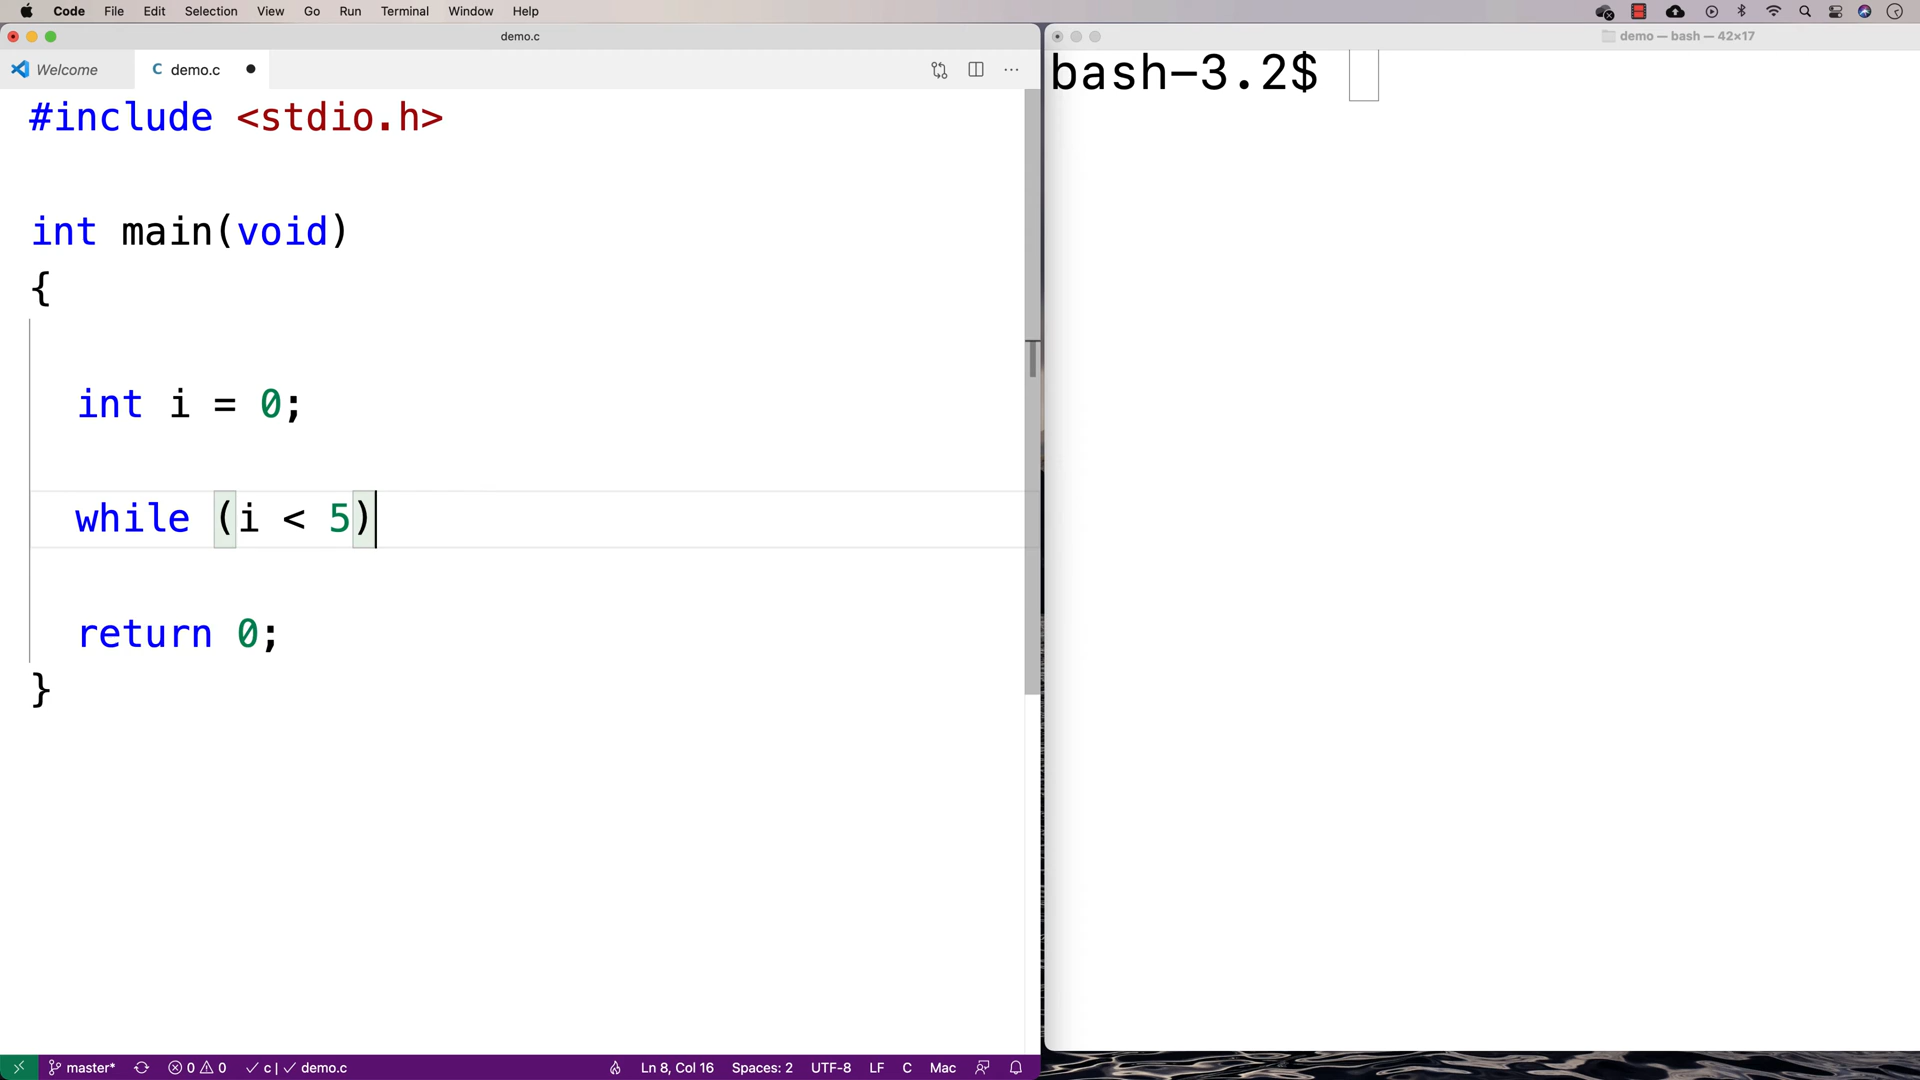 Code File Edit Selection View Go Run Terminal Window Help
demo.c
demo — bash — 42×17
Welcome
C demo.c
bash-3.2$
#include <stdio.h>
int main(void)
{
int i = 0;
while (i < 5)
return 0;
}
master* 0 0 c | demo.c Ln 8, Col 16 Spaces: 2 UTF-8 LF C Mac